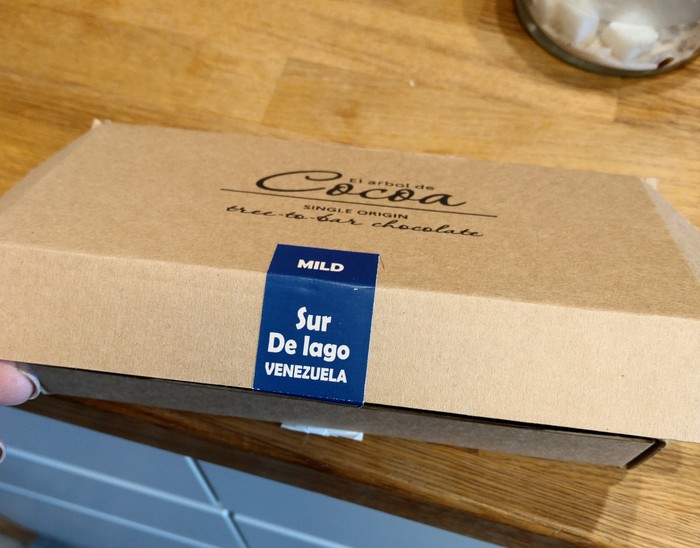 El arbol de
Cocoa
SINGLE ORIGIN
tree-to-bar chocolate
MILD
Sur
De lago
VENEZUELA